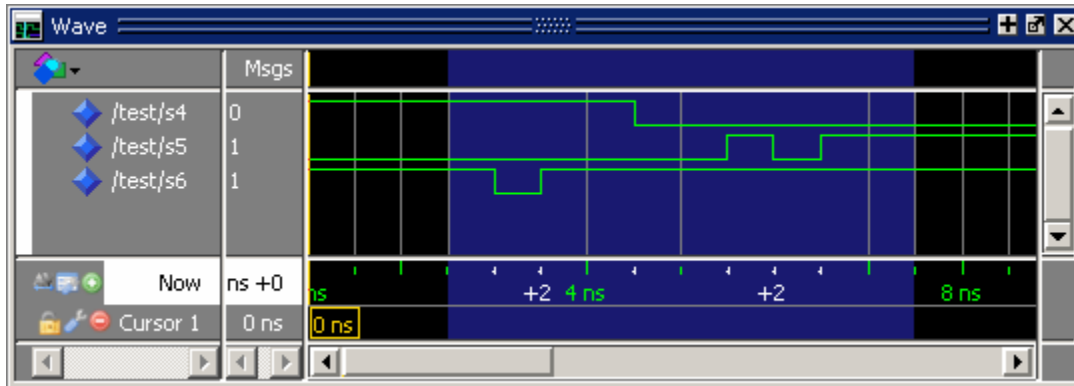 Wave
Msgs
/test/s4 0
/test/s5 1
/test/s6 1
Now ns +0 ns +2 4 ns +2 8 ns
Cursor 1 0 ns 0 ns